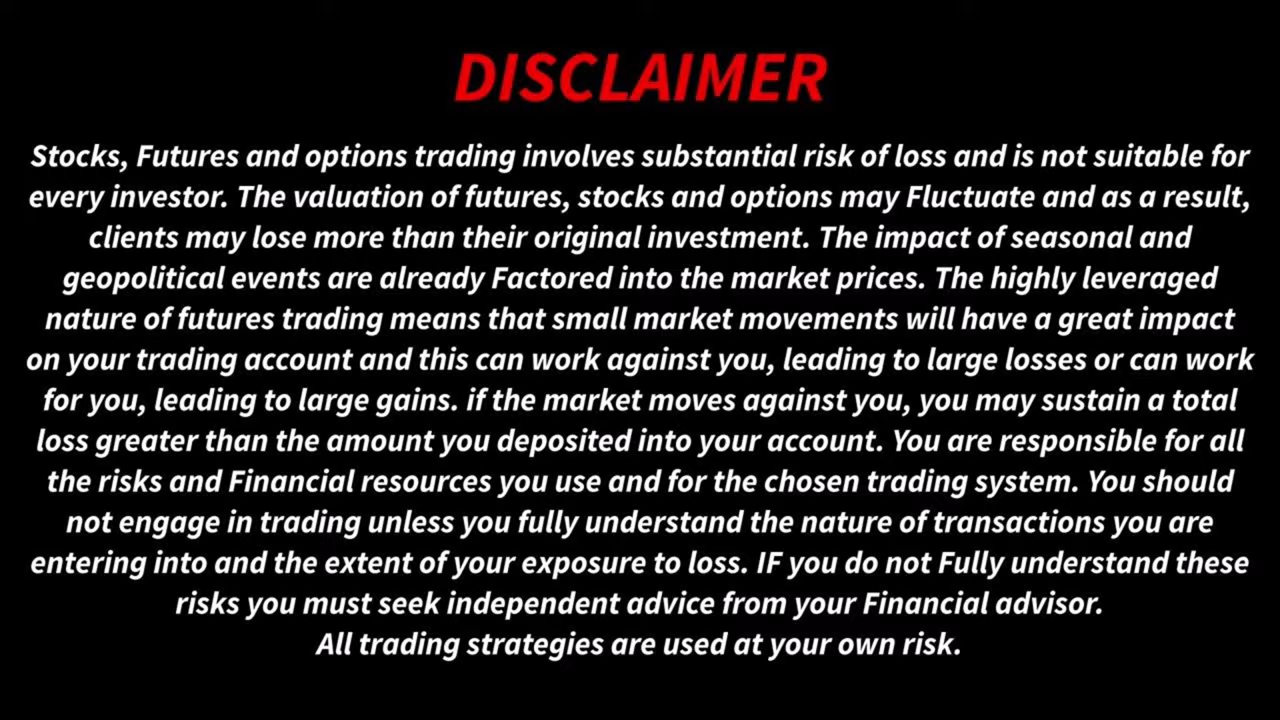 DISCLAIMER
Stocks, Futures and options trading involves substantial risk of loss and is not suitable for
every investor. The valuation of futures, stocks and options may Fluctuate and as a result,
clients may lose more than their original investment. The impact of seasonal and
geopolitical events are already Factored into the market prices. The highly leveraged
nature of futures trading means that small market movements will have a great impact
on your trading account and this can work against you, leading to large losses or can work
for you, leading to large gains. if the market moves against you, you may sustain a total
loss greater than the amount you deposited into your account. You are responsible for all
the risks and Financial resources you use and for the chosen trading system. You should
not engage in trading unless you fully understand the nature of transactions you are
entering into and the extent of your exposure to loss. IF you do not Fully understand these
risks you must seek independent advice from your Financial advisor.
All trading strategies are used at your own risk.